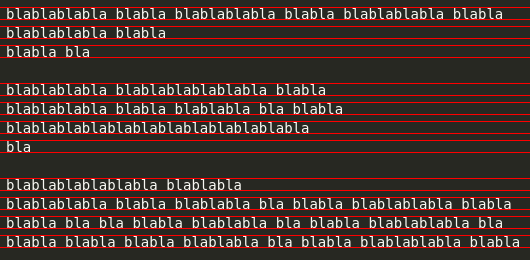 blablablabla blabla blablablabla blabla blablablabla blabla
blablablabla blabla
blabla bla
blablablabla blablablablablabla blabla
blablablabla blabla blablabla bla blabla
blablablablablablablablablablablabla
bla
blablablablablabla blablabla
blablablabla blabla blablabla bla blabla blablablabla blabla
blabla bla bla blabla blablabla bla blabla blablablabla bla
blabla blabla blabla blablabla bla blabla blablablabla blabla